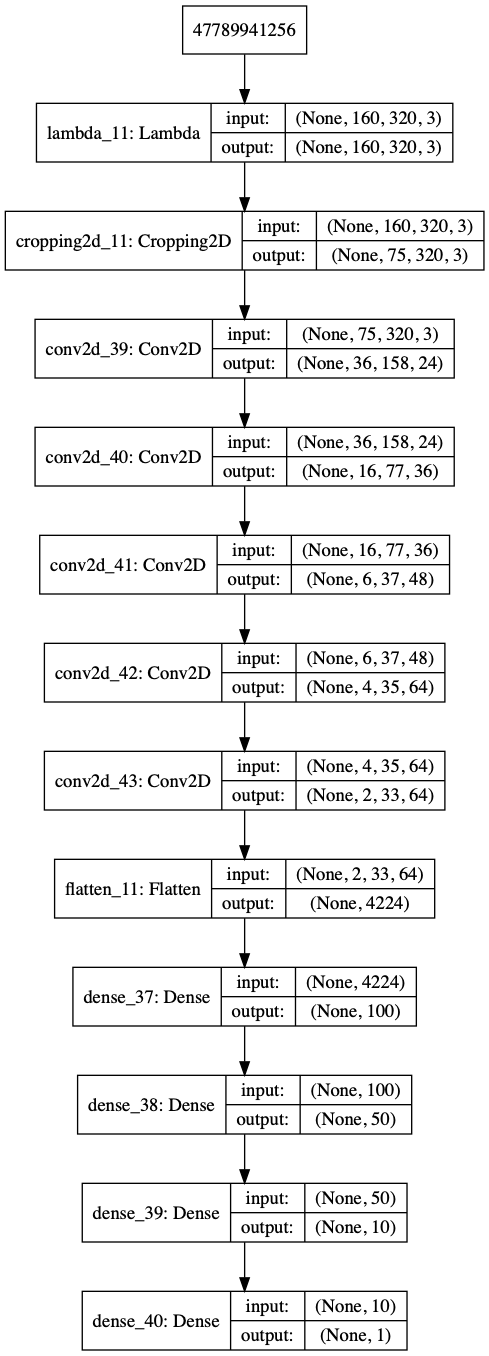 47789941256
lambda_11: Lambda
input: (None, 160, 320, 3)
output: (None, 160, 320, 3)
cropping2d_11: Cropping2D
input: (None, 160, 320, 3)
output: (None, 75, 320, 3)
conv2d_39: Conv2D
input: (None, 75, 320, 3)
output: (None, 36, 158, 24)
conv2d_40: Conv2D
input: (None, 36, 158, 24)
output: (None, 16, 77, 36)
conv2d_41: Conv2D
input: (None, 16, 77, 36)
output: (None, 6, 37, 48)
conv2d_42: Conv2D
input: (None, 6, 37, 48)
output: (None, 4, 35, 64)
conv2d_43: Conv2D
input: (None, 4, 35, 64)
output: (None, 2, 33, 64)
flatten_11: Flatten
input: (None, 2, 33, 64)
output: (None, 4224)
dense_37: Dense
input: (None, 4224)
output: (None, 100)
dense_38: Dense
input: (None, 100)
output: (None, 50)
dense_39: Dense
input: (None, 50)
output: (None, 10)
dense_40: Dense
input: (None, 10)
output: (None, 1)